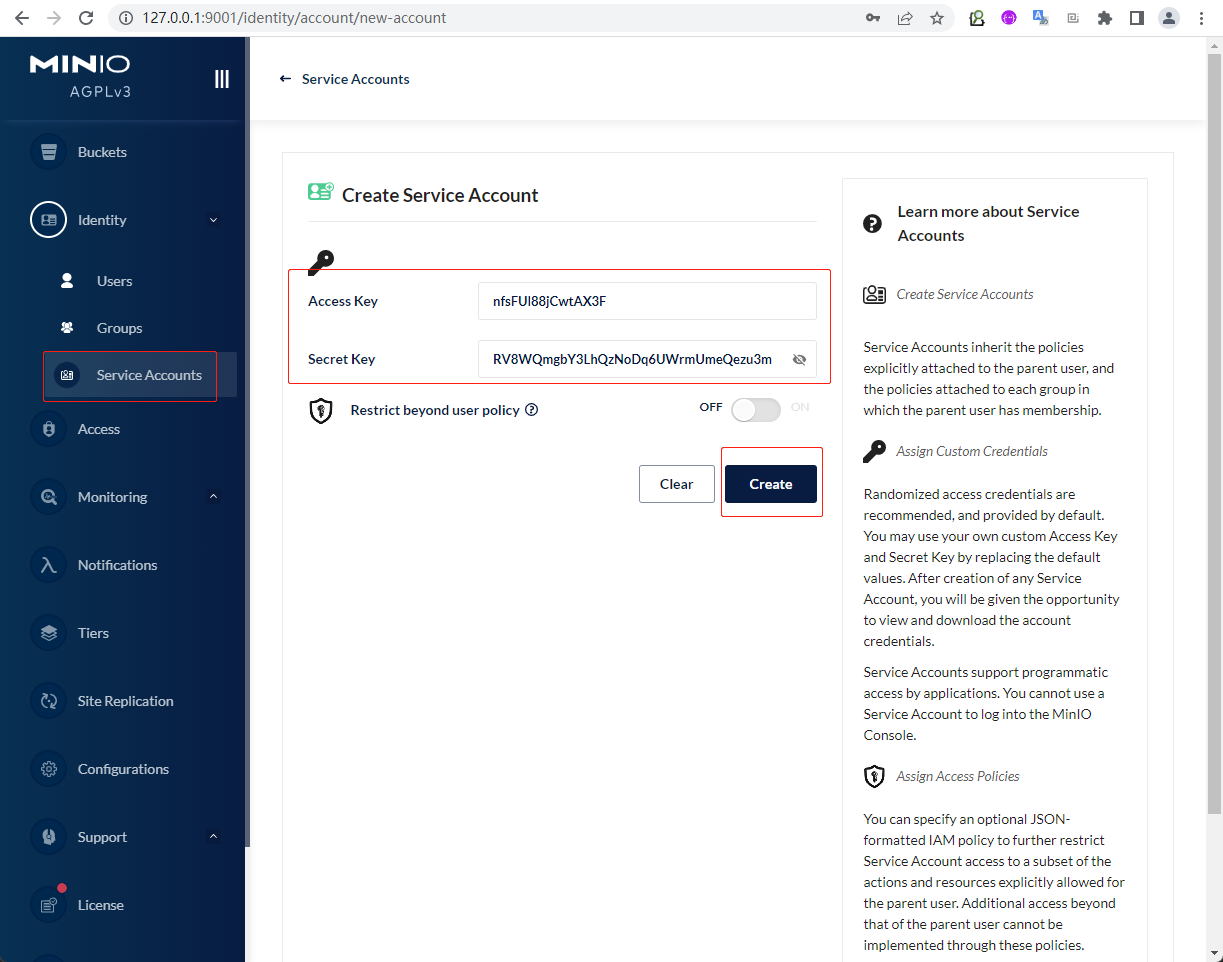 127.0.0.1:9001/identity/account/new-account
MINIO
AGPLv3
Buckets
Identity
Users
Groups
Service Accounts
Access
Monitoring
Notifications
Tiers
Site Replication
Configurations
Support
License
Service Accounts
Create Service Account
Access Key
nfsFUl88jCwtAX3F
Secret Key
RV8WQmgbY3LhQzNoDq6UWrmUmeQezu3m
Restrict beyond user policy
OFF
ON
Clear
Create
Learn more about Service
Accounts
Create Service Accounts
Service Accounts inherit the policies
explicitly attached to the parent user, and
the policies attached to each group in
which the parent user has membership.
Assign Custom Credentials
Randomized access credentials are
recommended, and provided by default.
You may use your own custom Access Key
and Secret Key by replacing the default
values. After creation of any Service
Account, you will be given the opportunity
to view and download the account
credentials.
Service Accounts support programmatic
access by applications. You cannot use a
Service Account to log into the MinIO
Console.
Assign Access Policies
You can specify an optional JSON-
formatted IAM policy to further restrict
Service Account access to a subset of the
actions and resources explicitly allowed for
the parent user. Additional access beyond
that of the parent user cannot be
implemented through these policies.